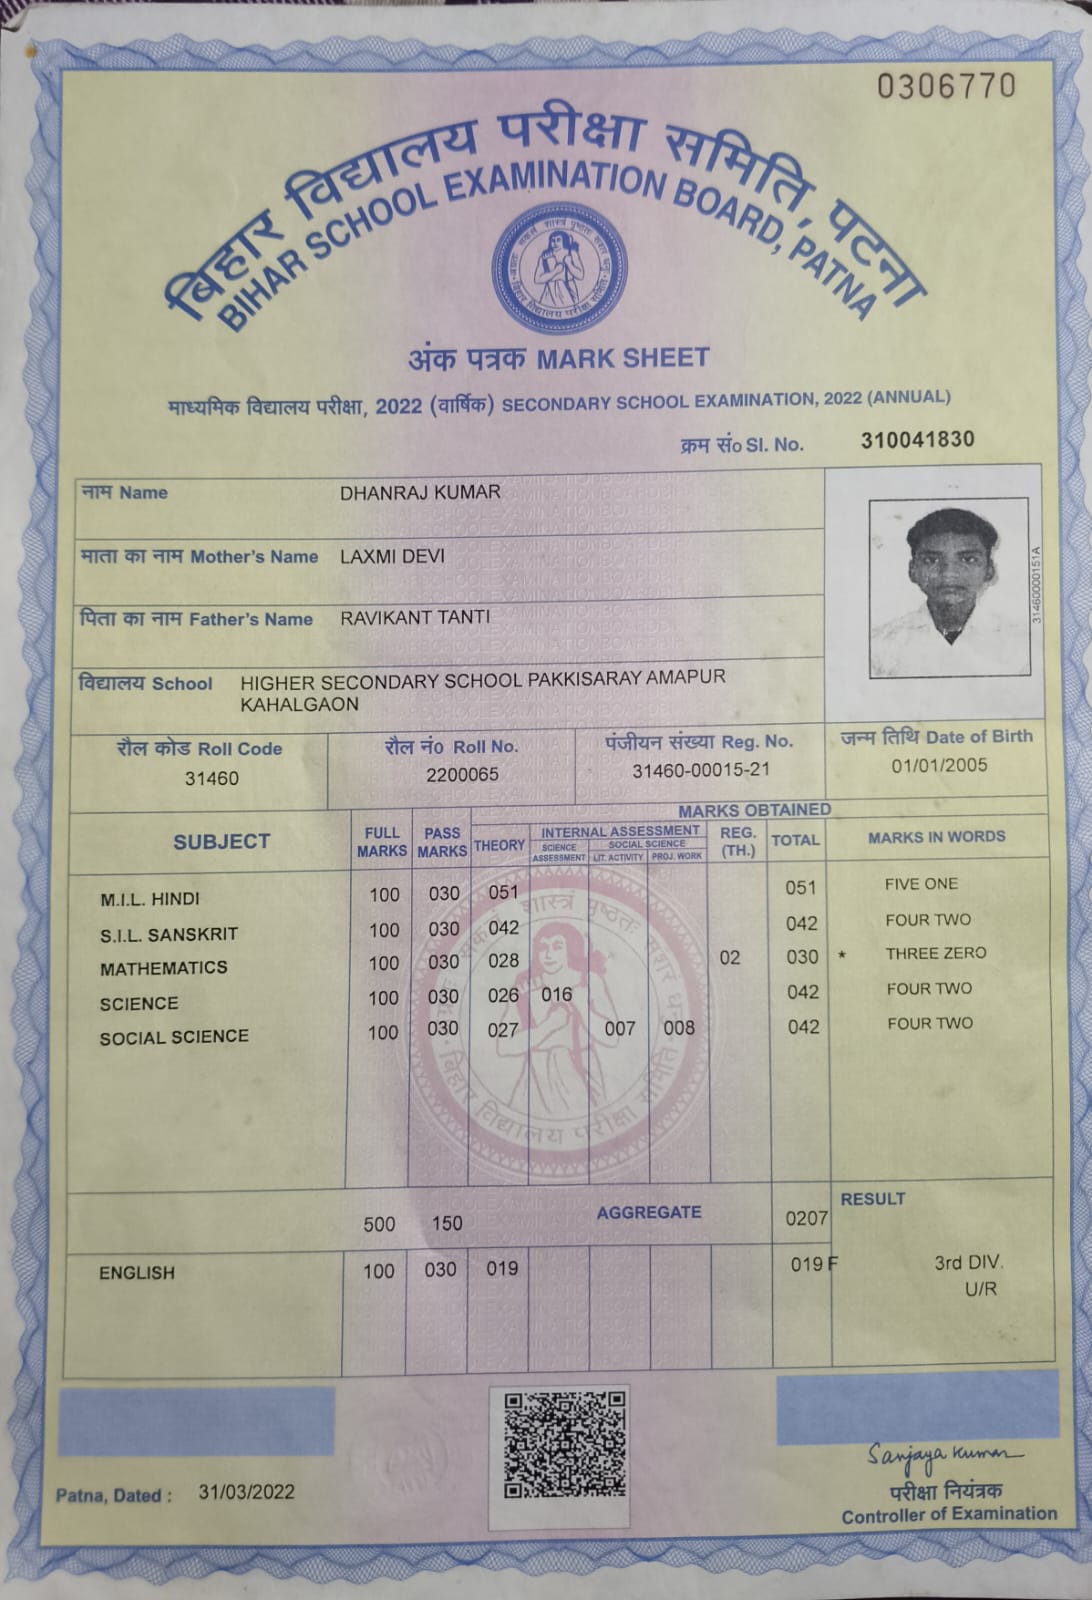 0306770
बिहार विद्यालय परीक्षा समिति, पटना
BIHAR SCHOOL EXAMINATION BOARD, PATNA
अंक पत्रक MARK SHEET
माध्यमिक विद्यालय परीक्षा, 2022 (वार्षिक) SECONDARY SCHOOL EXAMINATION, 2022 (ANNUAL)
क्रम सं० Sl. No. 310041830
नाम Name DHANRAJ KUMAR
माता का नाम Mother's Name LAXMI DEVI
पिता का नाम Father's Name RAVIKANT TANTI
31460000151A
विद्यालय School HIGHER SECONDARY SCHOOL PAKKISARAY AMAPUR
KAHALGAON
रौल कोड Roll Code रौल नं० Roll No. पंजीयन संख्या Reg. No. जन्म तिथि Date of Birth
31460 2200065 31460-00015-21 01/01/2005
MARKS OBTAINED
SUBJECT FULL MARKS PASS MARKS THEORY INTERNAL ASSESSMENT REG. (TH.) TOTAL MARKS IN WORDS
SCIENCE ASSESSMENT SOCIAL SCIENCE
LIT. ACTIVITY PROJ. WORK
M.I.L. HINDI 100 030 051 051 FIVE ONE
S.I.L. SANSKRIT 100 030 042 042 FOUR TWO
MATHEMATICS 100 030 028 02 030 * THREE ZERO
SCIENCE 100 030 026 016 042 FOUR TWO
SOCIAL SCIENCE 100 030 027 007 008 042 FOUR TWO
500 150 AGGREGATE 0207 RESULT
ENGLISH 100 030 019 019 F 3rd DIV.
U/R
Sanjaya Kumar
Patna, Dated : 31/03/2022
परीक्षा नियंत्रक
Controller of Examination